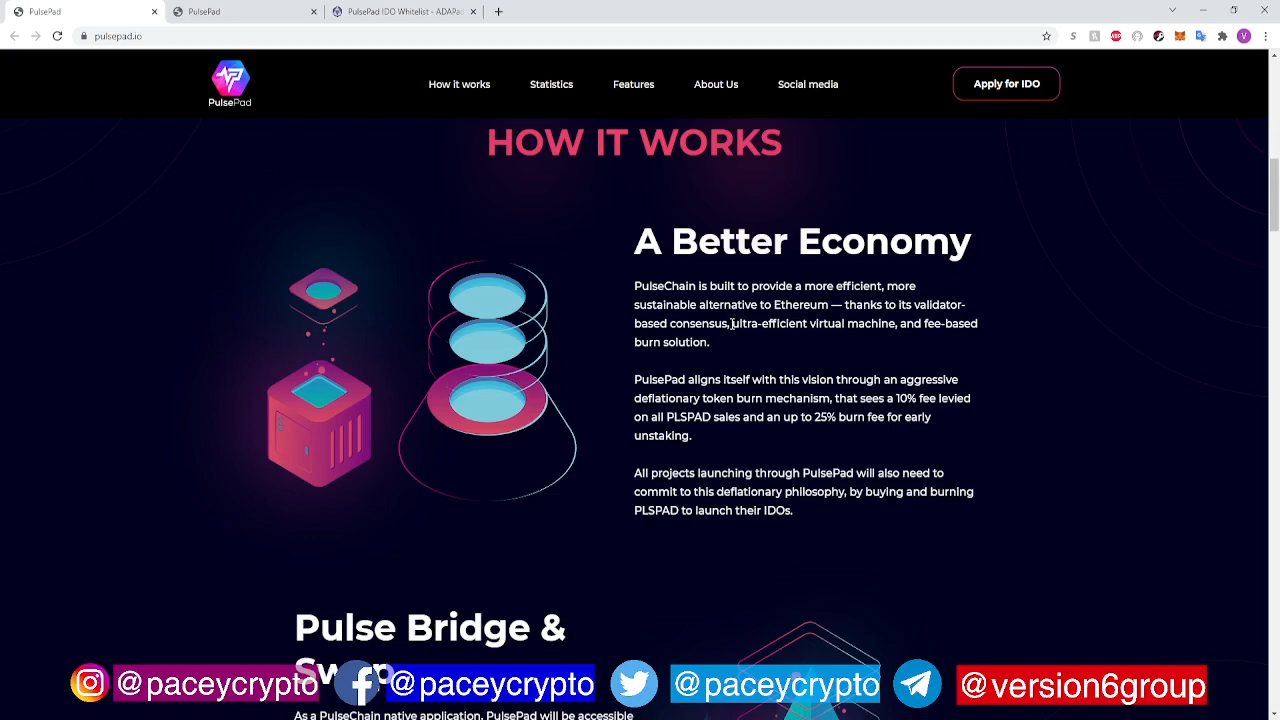 PulsePad
PulsePad
PulsePad IDO Whitelist - ADAPad
pulsepad.io
PulsePad
How it works
Statistics
Features
About Us
Social media
Apply for IDO
HOW IT WORKS
A Better Economy
PulseChain is built to provide a more efficient, more
sustainable alternative to Ethereum — thanks to its validator-
based consensus, ultra-efficient virtual machine, and fee-based
burn solution.
PulsePad aligns itself with this vision through an aggressive
deflationary token burn mechanism, that sees a 10% fee levied
on all PLSPAD sales and an up to 25% burn fee for early
unstaking.
All projects launching through PulsePad will also need to
commit to this deflationary philosophy, by buying and burning
PLSPAD to launch their IDOs.
Pulse Bridge &
Swap
@paceycrypto
@paceycrypto
@paceycrypto
@version6group
As a PulseChain native application, PulsePad will be accessible